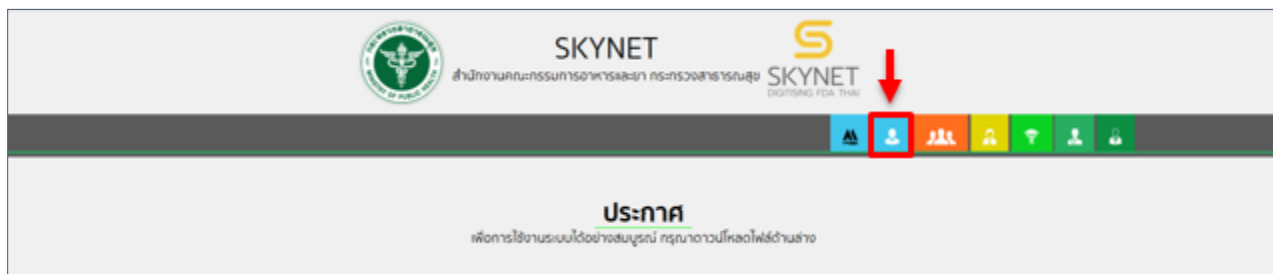 SKYNET
สำนักงานคณะกรรมการอาหารและยา กระทรวงสาธารณสุข
SKYNET
DIGITISING FDA THAI
ประกาศ
เพื่อการใช้งานระบบได้อย่างสมบูรณ์ กรุณาดาวน์โหลดไฟล์ด้านล่าง